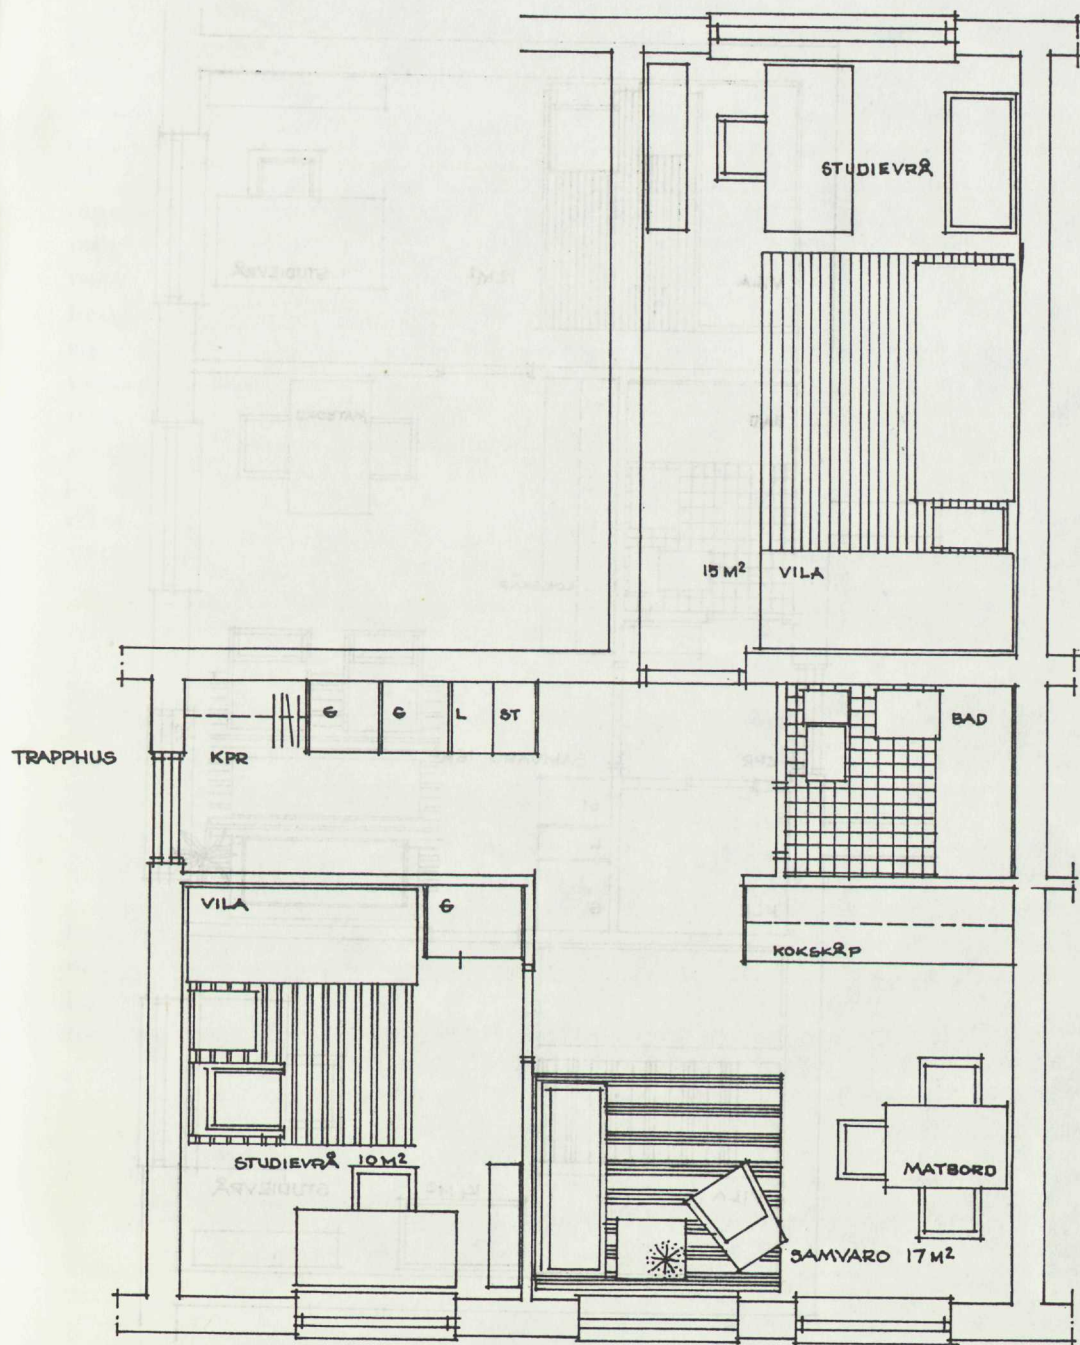 STUDIEVRÅ
15 M² VILA
G G L ST
BAD
TRAPPHUS KPR
VILA G
KOKSKÅP
STUDIEVRÅ 10 M²
MATBORD
SAMVARO 17 M²